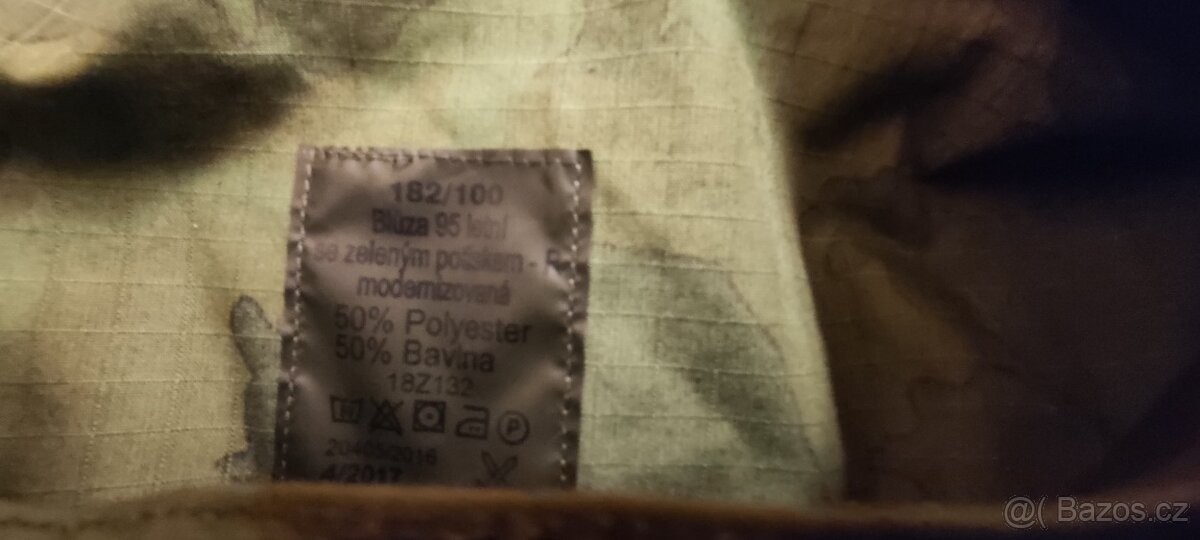 182/100
Blůza 95 letní
se zeleným potiskem -
modernizovaná
50% Polyester
50% Bavlna
18Z132
P
4/2017
@( Bazos.cz